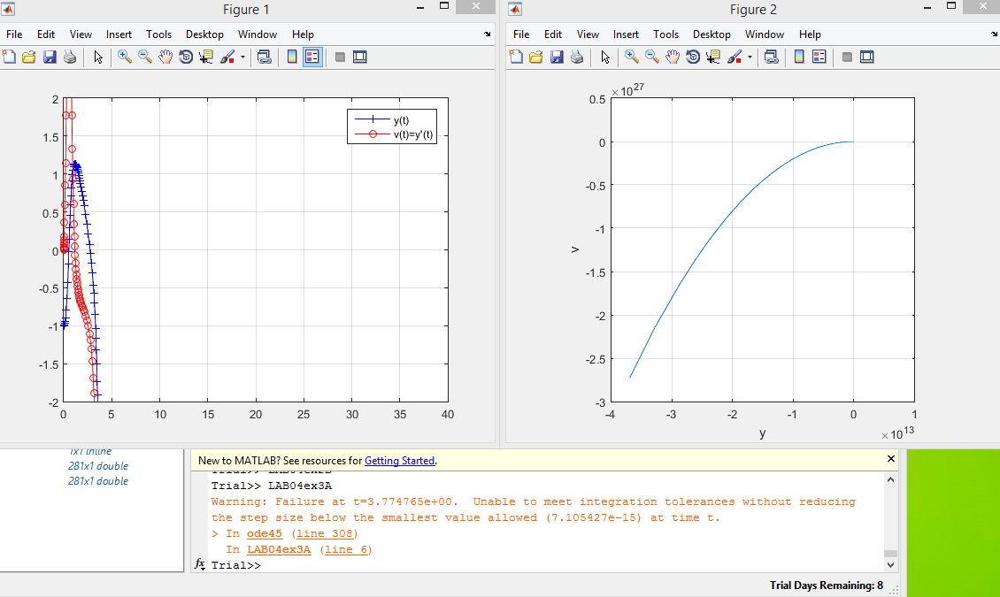 Figure 1
File Edit View Insert Tools Desktop Window Help
2
1.5
1
0.5
0
-0.5
-1
-1.5
-2
0 5 10 15 20 25 30 35 40
y(t)
v(t)=y'(t)
Figure 2
File Edit View Insert Tools Desktop Window Help
×10^27
0.5
0
-0.5
-1
-1.5
-2
-2.5
-3
v
-4 -3 -2 -1 0 1
y
×10^13
1x1 inline
281x1 double
281x1 double
New to MATLAB? See resources for Getting Started.
Trial>> LAB04ex3A
Warning: Failure at t=3.774765e+00.  Unable to meet integration tolerances without reducing
the step size below the smallest value allowed (7.105427e-15) at time t.
> In ode45 (line 308)
In LAB04ex3A (line 6)
fx Trial>>
Trial Days Remaining: 8